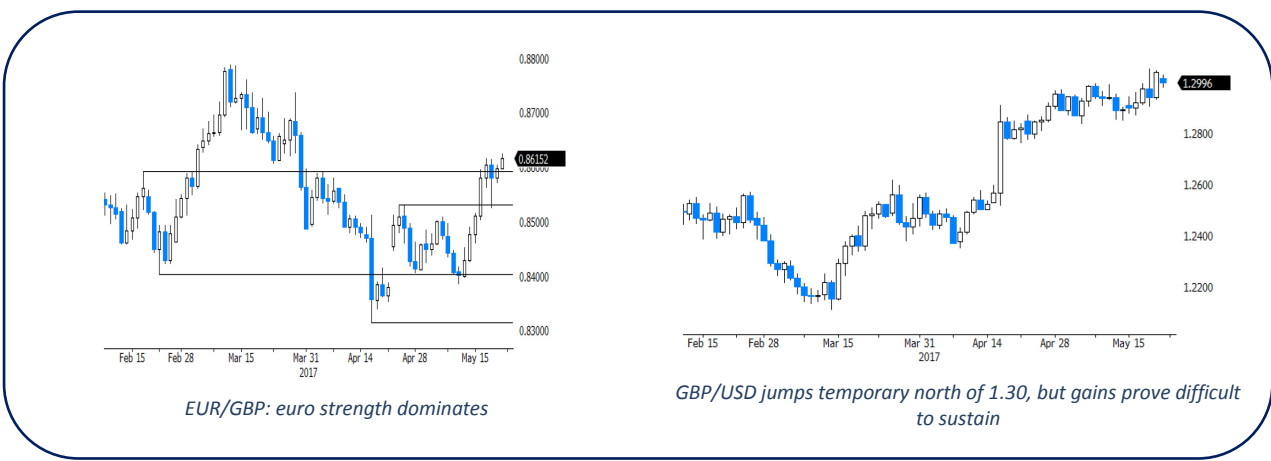 0.88000
0.87000
0.86152
0.86000
0.85000
0.84000
0.83000
Feb 15 Feb 28 Mar 15 Mar 31 Apr 14 Apr 28 May 15
2017
EUR/GBP: euro strength dominates
1.2996
1.2800
1.2600
1.2400
1.2200
Feb 15 Feb 28 Mar 15 Mar 31 Apr 14 Apr 28 May 15
2017
GBP/USD jumps temporary north of 1.30, but gains prove difficult
to sustain